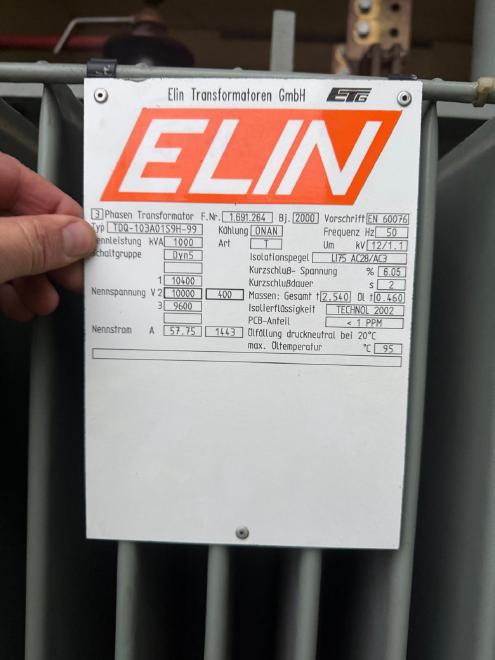 Elin Transformatoren GmbH ETG
ELIN
3 Phasen Transformator F.Nr. 1.691.264 Bj. 2000 Vorschrift EN 60076
Typ TDQ-103A01S9H-99 Kühlung ONAN Frequenz Hz 50
Nennleistung kVA 1000 Art T Um kV 12/1.1
Schaltgruppe Dyn5 Isolationspegel LI75 AC28/AC3
Kurzschluß- Spannung % 6.05
1 10400 Kurzschlußdauer s 2
Nennspannung V 2 10000 400 Massen: Gesamt t 2.540 Öl t 0.460
3 9600 Isolierflüssigkeit TECHNOL 2002
PCB-Anteil < 1 PPM
Nennstrom A 57.75 1443 Ölfüllung druckneutral bei 20°C
max. Öltemperatur °C 95